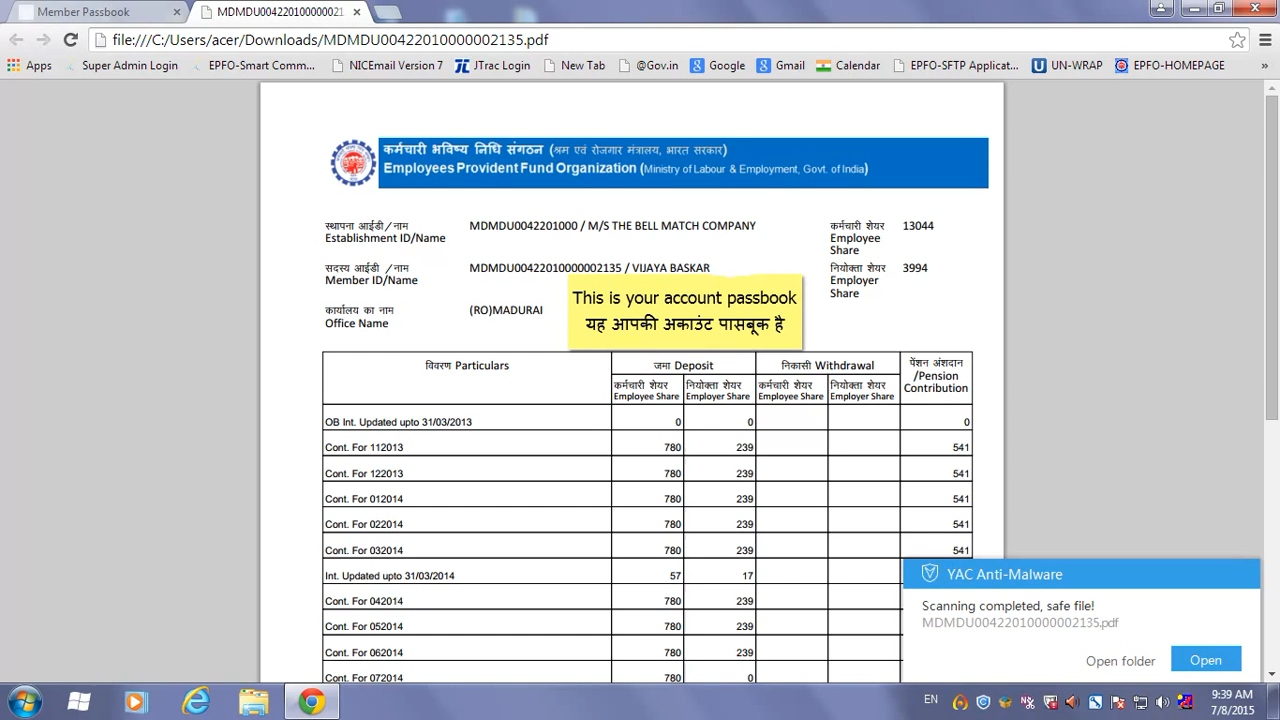 Member Passbook
MDMDU00422010000002135
file:///C:/Users/acer/Downloads/MDMDU00422010000002135.pdf
Apps Super Admin Login EPFO-Smart Comm... NICEmail Version 7 JTrac Login New Tab @Gov.in Google Gmail Calendar EPFO-SFTP Applicat... UN-WRAP EPFO-HOMEPAGE »
कर्मचारी भविष्य निधि संगठन (श्रम एवं रोजगार मंत्रालय, भारत सरकार)
Employees Provident Fund Organization (Ministry of Labour & Employment, Govt. of India)
स्थापना आईडी/नाम MDMDU0042201000 / M/S THE BELL MATCH COMPANY कर्मचारी शेयर 13044
Establishment ID/Name Employee
Share
सदस्य आईडी /नाम MDMDU00422010000002135 / VIJAYA BASKAR नियोक्ता शेयर 3994
Member ID/Name Employer
Share
This is your account passbook
यह आपकी अकाउंट पासबूक है
कार्यालय का नाम (RO)MADURAI
Office Name
विवरण Particulars जमा Deposit निकासी Withdrawal पेंशन अंशदान
/Pension
Contribution
कर्मचारी शेयर नियोक्ता शेयर कर्मचारी शेयर नियोक्ता शेयर
Employee Share Employer Share Employee Share Employer Share
OB Int. Updated upto 31/03/2013 0 0 0
Cont. For 112013 780 239 541
Cont. For 122013 780 239 541
Cont. For 012014 780 239 541
Cont. For 022014 780 239 541
Cont. For 032014 780 239 541
Int. Updated upto 31/03/2014 57 17
Cont. For 042014 780 239
Cont. For 052014 780 239
Cont. For 062014 780 239
Cont. For 072014 780 0
YAC Anti-Malware
Scanning completed, safe file!
MDMDU00422010000002135.pdf
Open folder Open
EN 9:39 AM
7/8/2015